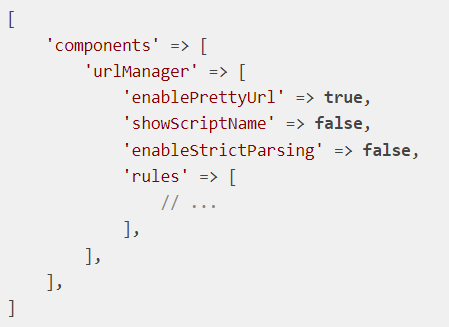 [
    'components' => [
        'urlManager' => [
            'enablePrettyUrl' => true,
            'showScriptName' => false,
            'enableStrictParsing' => false,
            'rules' => [
                // ...
            ],
        ],
    ],
]